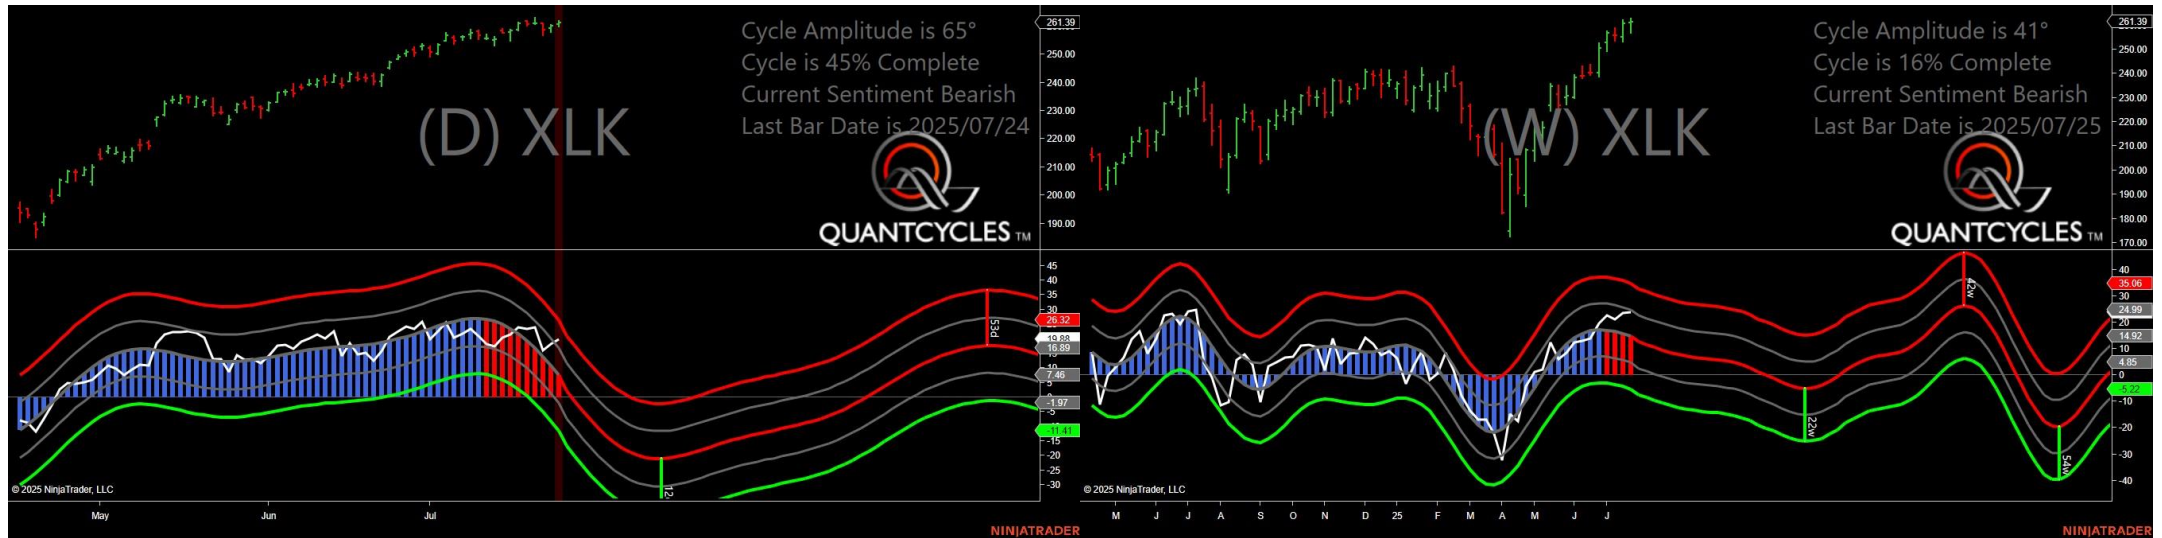 Cycle Amplitude is 65°
Cycle is 45% Complete
Current Sentiment Bearish
Last Bar Date is 2025/07/24
(D) XLK
QUANTCYCLES TM
261.39
250.00
240.00
230.00
220.00
210.00
200.00
190.00
45
40
35
30
26.32
19.88
16.89
10
7.46
5
-1.97
-5
-11.41
-15
-20
-25
-30
53d
12
© 2025 NinjaTrader, LLC
May
Jun
Jul
NINJATRADER
Cycle Amplitude is 41°
Cycle is 16% Complete
Current Sentiment Bearish
Last Bar Date is 2025/07/25
(W) XLK
QUANTCYCLES TM
261.39
250.00
240.00
230.00
220.00
210.00
200.00
190.00
180.00
170.00
40
35.06
30
24.99
20
14.92
10
4.85
0
-5.22
-10
-20
-30
-40
42w
22w
54w
© 2025 NinjaTrader, LLC
M
J
J
A
S
O
N
D
25
F
M
A
M
J
J
NINJATRADER